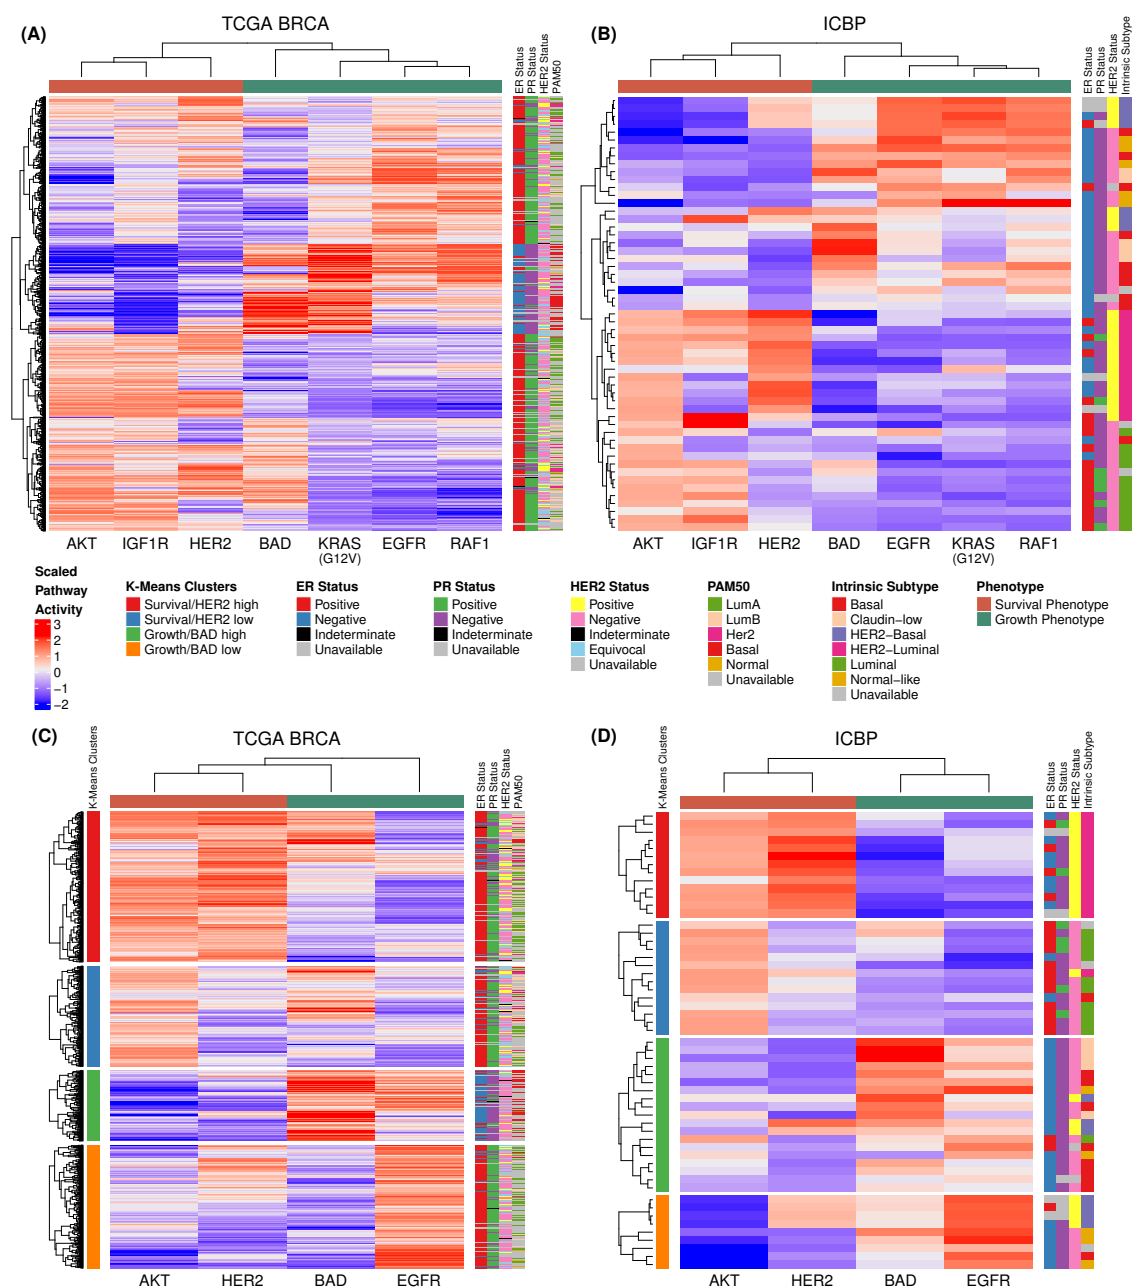 (A)
TCGA BRCA
ER Status
PR Status
HER2 Status
PAM50
AKT IGF1R HER2 BAD KRAS EGFR RAF1
(G12V)
(B)
ICBP
ER Status
PR Status
HER2 Status
Intrinsic Subtype
AKT IGF1R HER2 BAD EGFR KRAS RAF1
(G12V)
Scaled
Pathway
Activity
3
2
1
0
−1
−2
K-Means Clusters
Survival/HER2 high
Survival/HER2 low
Growth/BAD high
Growth/BAD low
ER Status
Positive
Negative
Indeterminate
Unavailable
PR Status
Positive
Negative
Indeterminate
Unavailable
HER2 Status
Positive
Negative
Indeterminate
Equivocal
Unavailable
PAM50
LumA
LumB
Her2
Basal
Normal
Unavailable
Intrinsic Subtype
Basal
Claudin−low
HER2−Basal
HER2−Luminal
Luminal
Normal−like
Unavailable
Phenotype
Survival Phenotype
Growth Phenotype
(C)
TCGA BRCA
K-Means Clusters
ER Status
PR Status
HER2 Status
PAM50
AKT HER2 BAD EGFR
(D)
ICBP
K-Means Clusters
ER Status
PR Status
HER2 Status
Intrinsic Subtype
AKT HER2 BAD EGFR